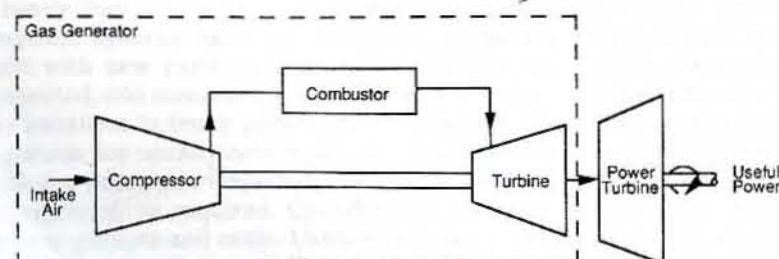 Gas Generator
Combustor
Compressor
Turbine
Intake
Air
Power
Turbine
Useful
Power